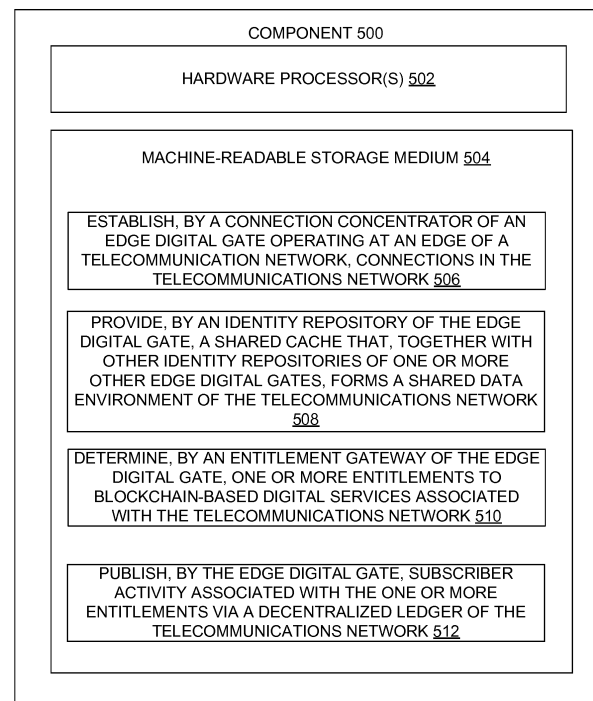 COMPONENT 500
HARDWARE PROCESSOR(S) 502
MACHINE-READABLE STORAGE MEDIUM 504
ESTABLISH, BY A CONNECTION CONCENTRATOR OF AN
EDGE DIGITAL GATE OPERATING AT AN EDGE OF A
TELECOMMUNICATION NETWORK, CONNECTIONS IN THE
TELECOMMUNICATIONS NETWORK 506
PROVIDE, BY AN IDENTITY REPOSITORY OF THE EDGE
DIGITAL GATE, A SHARED CACHE THAT, TOGETHER WITH
OTHER IDENTITY REPOSITORIES OF ONE OR MORE
OTHER EDGE DIGITAL GATES, FORMS A SHARED DATA
ENVIRONMENT OF THE TELECOMMUNICATIONS NETWORK
508
DETERMINE, BY AN ENTITLEMENT GATEWAY OF THE EDGE
DIGITAL GATE, ONE OR MORE ENTITLEMENTS TO
BLOCKCHAIN-BASED DIGITAL SERVICES ASSOCIATED
WITH THE TELECOMMUNICATIONS NETWORK 510
PUBLISH, BY THE EDGE DIGITAL GATE, SUBSCRIBER
ACTIVITY ASSOCIATED WITH THE ONE OR MORE
ENTITLEMENTS VIA A DECENTRALIZED LEDGER OF THE
TELECOMMUNICATIONS NETWORK 512